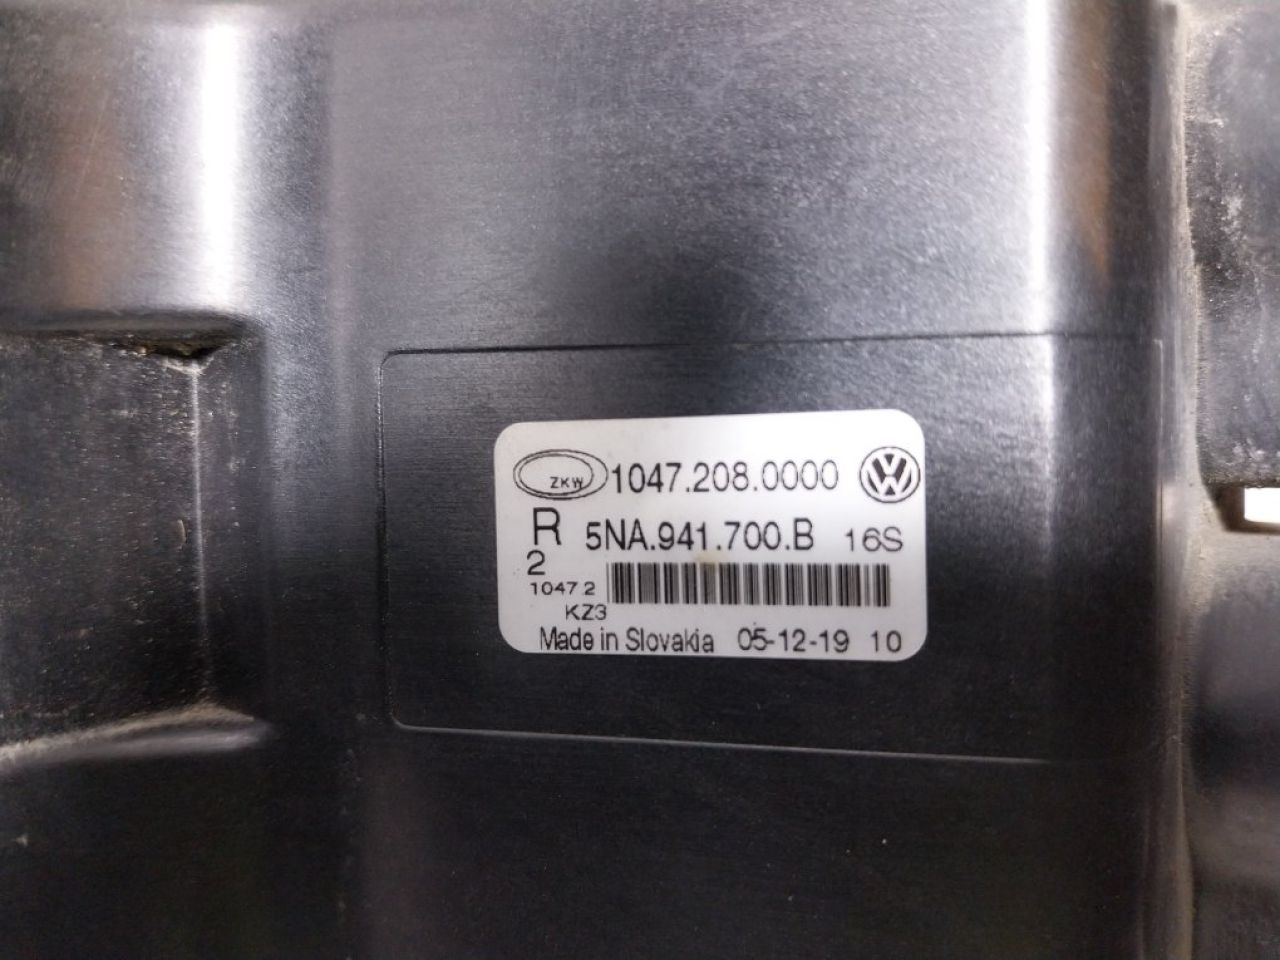 ZKW 1047.208.0000
R 5NA.941.700.B 16S
2
1047 2
KZ3
Made in Slovakia 05-12-19 10